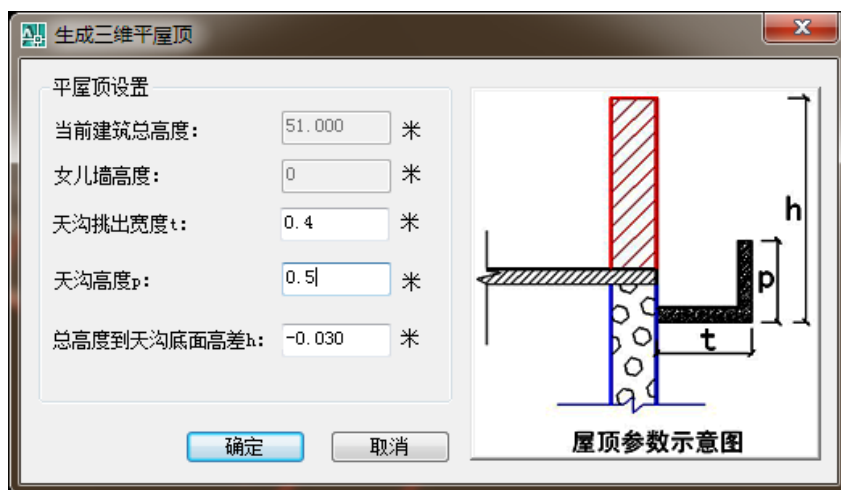 生成三维平屋顶
平屋顶设置
当前建筑总高度: 51.000 米
女儿墙高度: 0 米
天沟挑出宽度t: 0.4 米
天沟高度p: 0.5 米
总高度到天沟底面高差h: -0.030 米
确定 取消
h
p
t
屋顶参数示意图